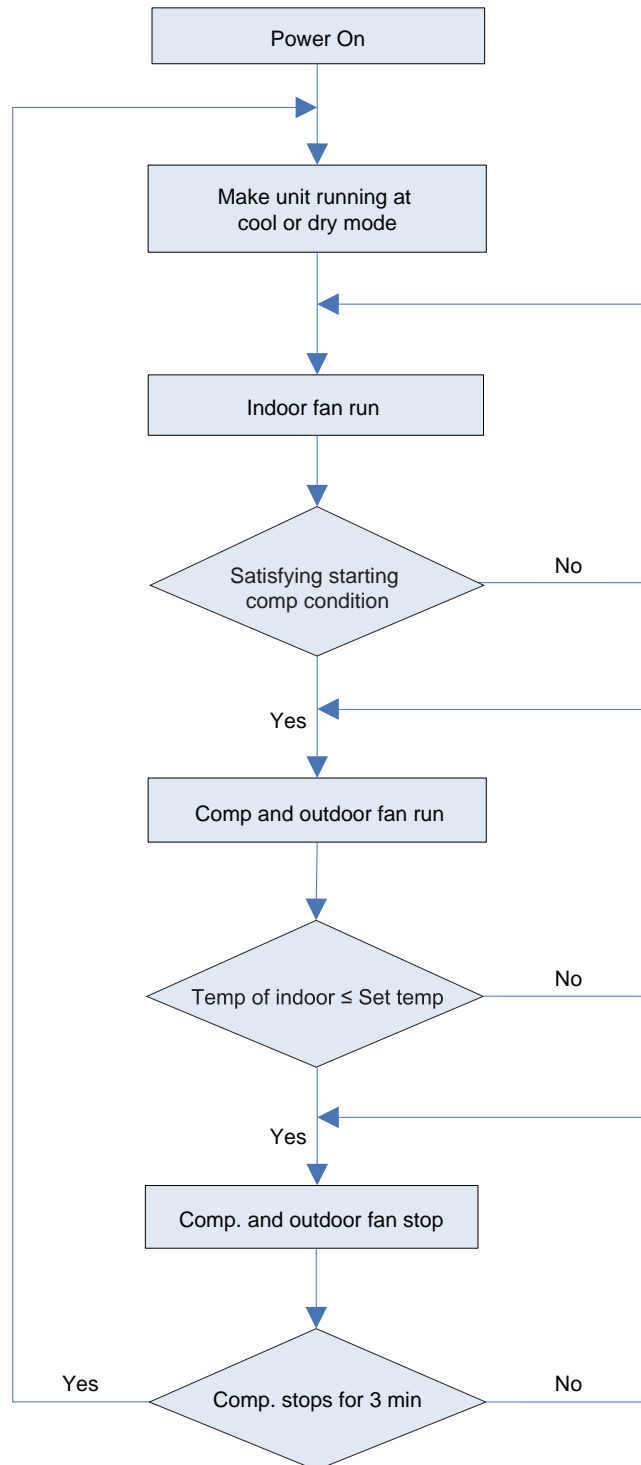 Power On
Make unit running at
cool or dry mode
Indoor fan run
Satisfying starting
comp condition
No
Yes
Comp and outdoor fan run
Temp of indoor ≤ Set temp
No
Yes
Comp. and outdoor fan stop
Yes
Comp. stops for 3 min
No